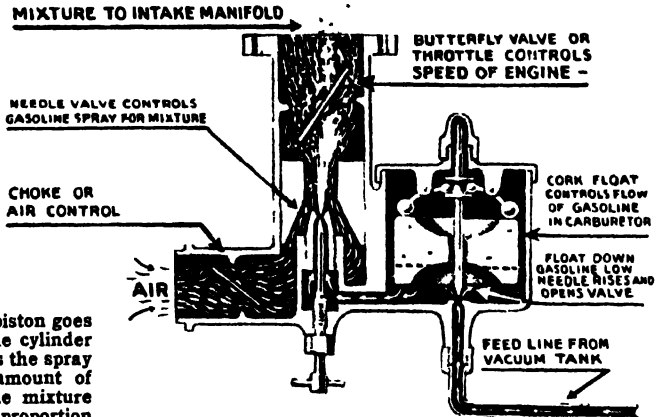 MIXTURE TO INTAKE MANIFOLD
BUTTERFLY VALVE OR
THROTTLE CONTROLS
SPEED OF ENGINE -
NEEDLE VALVE CONTROLS
GASOLINE SPRAY FOR MIXTURE
CHOKE OR
AIR CONTROL
AIR
CORK FLOAT
CONTROLS FLOW
OF GASOLINE
IN CARBURETOR
FLOAT DOWN
GASOLINE LOW
NEEDLE RISES AND
OPENS VALVE
FEED LINE FROM
VACUUM TANK
piston goes
cylinder
s the spray
amount of
mixture
proportion